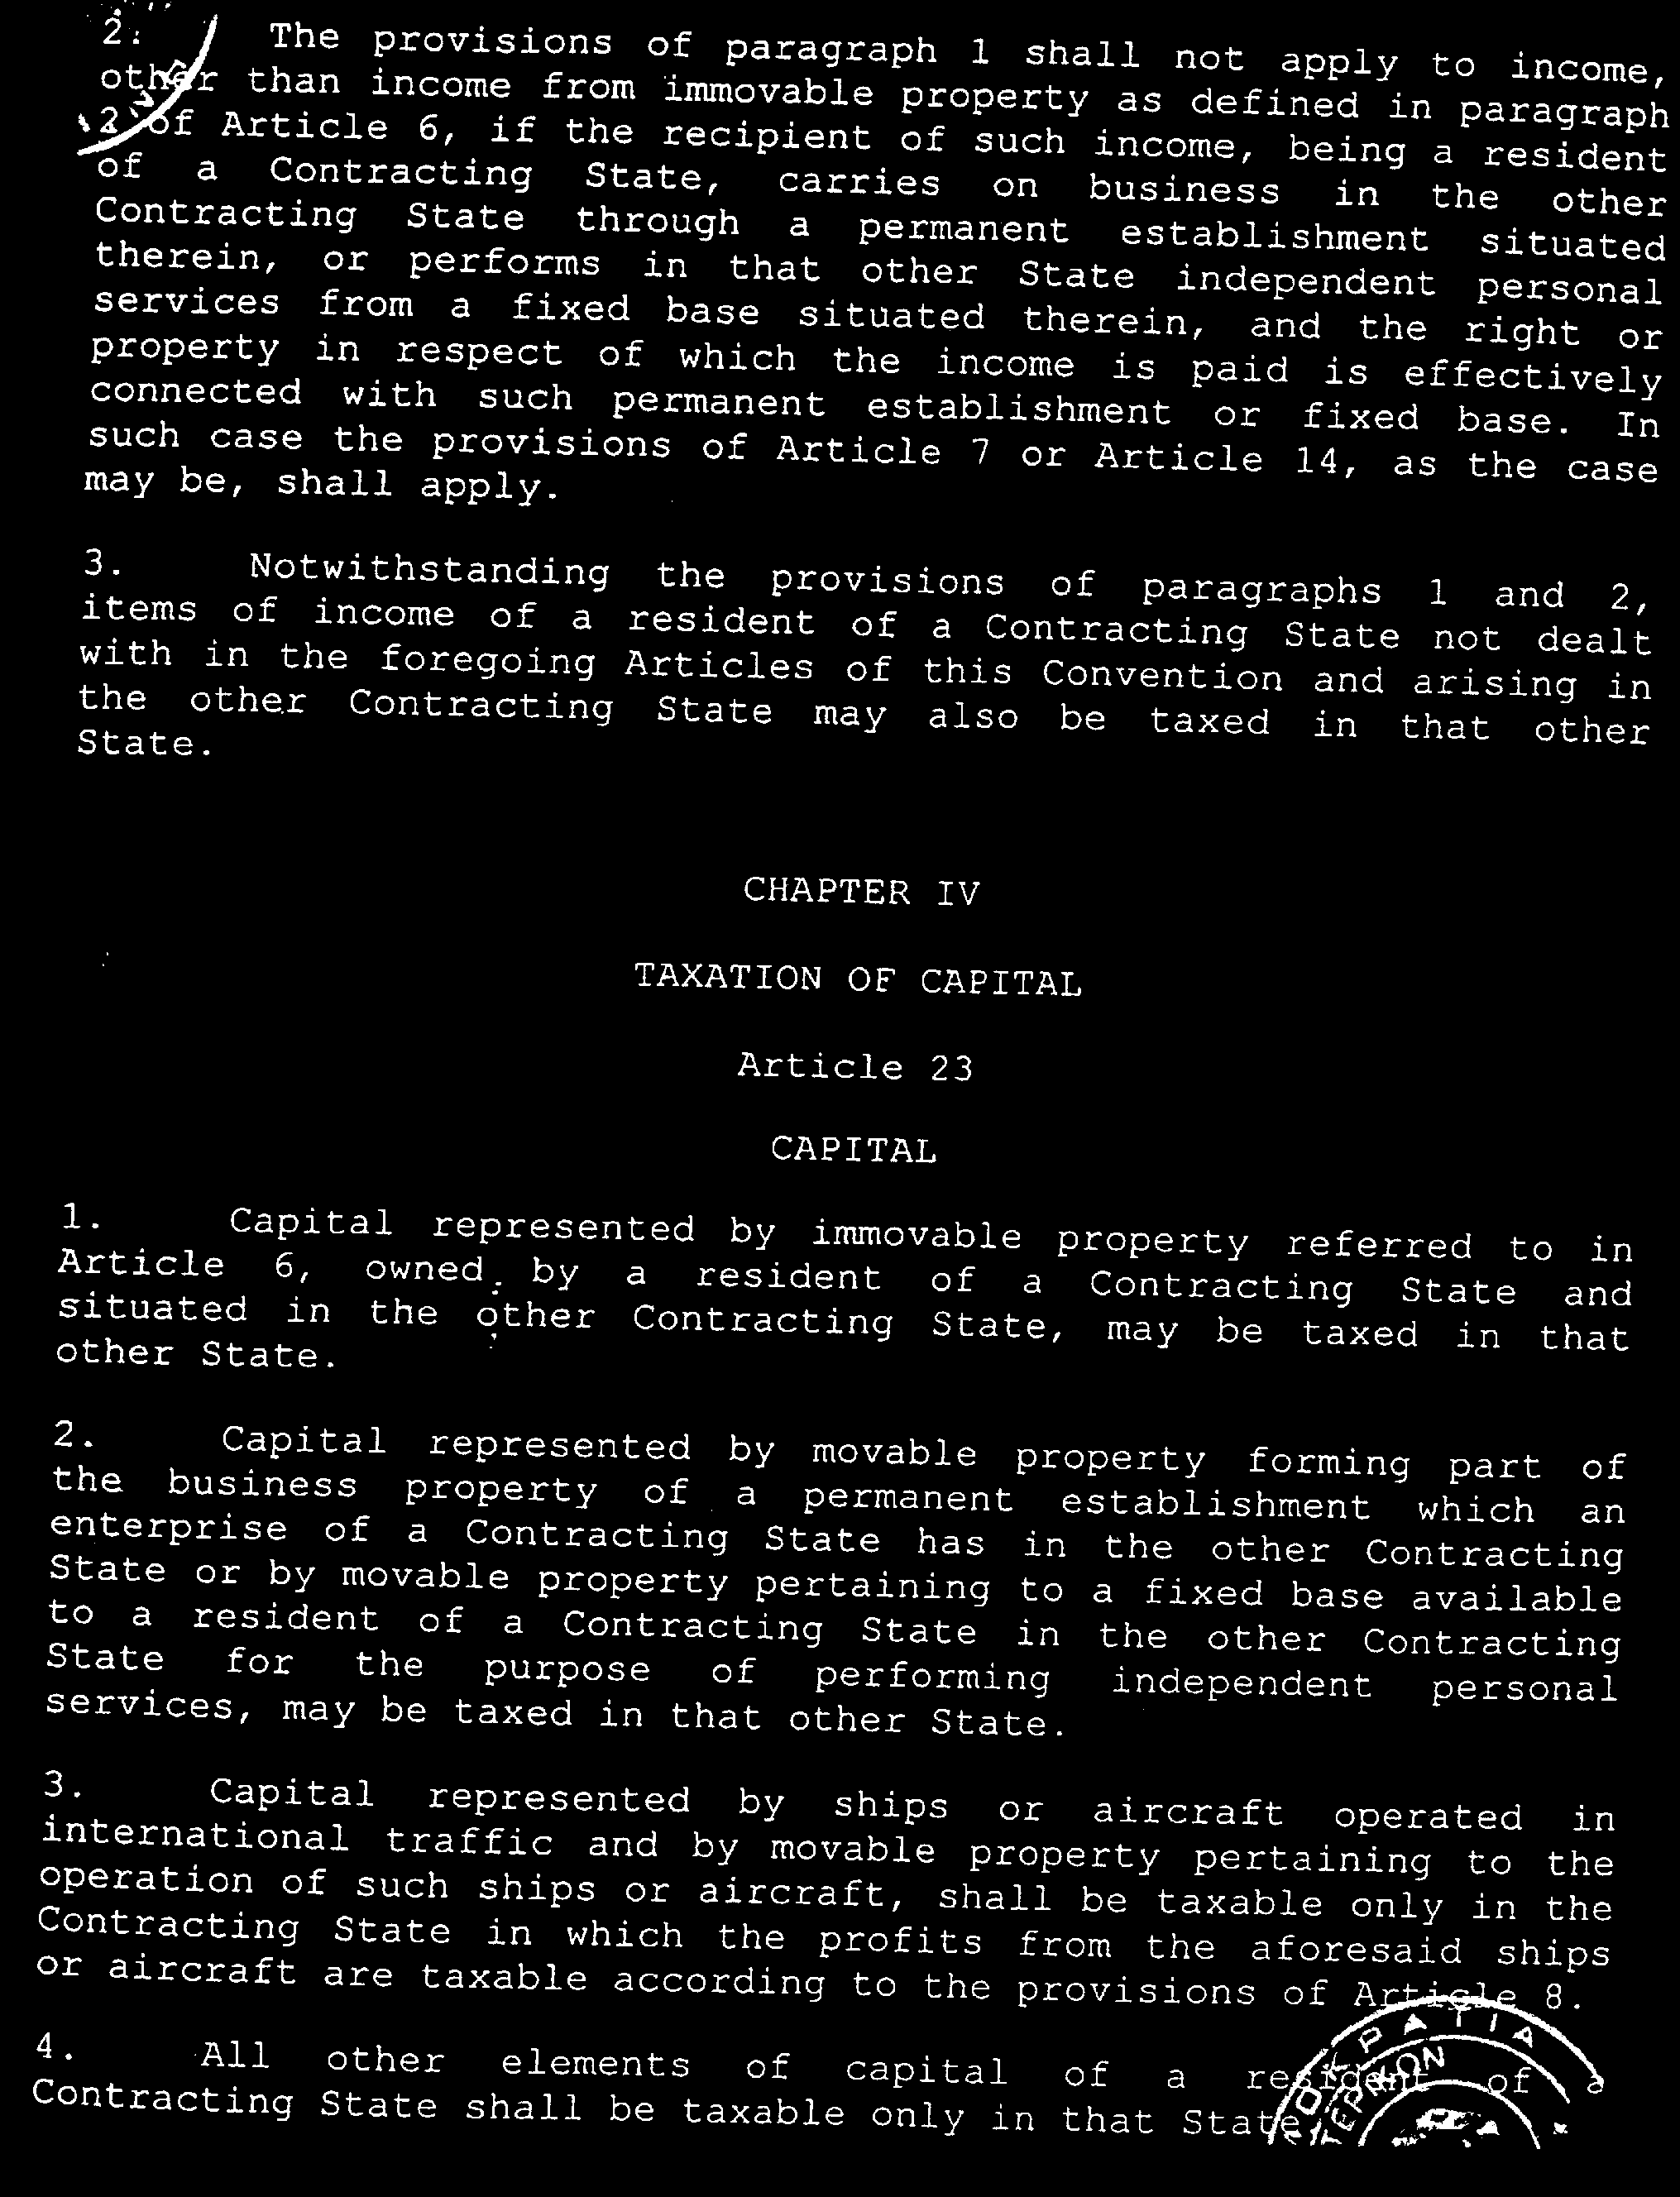 2. The provisions of paragraph 1 shall not apply to income,
other than income from immovable property as defined in paragraph
2 of Article 6, if the recipient of such income, being a resident
of a Contracting State, carries on business in the other
Contracting State through a permanent establishment situated
therein, or performs in that other State independent personal
services from a fixed base situated therein, and the right or
property in respect of which the income is paid is effectively
connected with such permanent establishment or fixed base. In
such case the provisions of Article 7 or Article 14, as the case
may be, shall apply.
3. Notwithstanding the provisions of paragraphs 1 and 2,
items of income of a resident of a Contracting State not dealt
with in the foregoing Articles of this Convention and arising in
the other Contracting State may also be taxed in that other
State.
CHAPTER IV
TAXATION OF CAPITAL
Article 23
CAPITAL
1. Capital represented by immovable property referred to in
Article 6, owned by a resident of a Contracting State and
situated in the other Contracting State, may be taxed in that
other State.
2. Capital represented by movable property forming part of
the business property of a permanent establishment which an
enterprise of a Contracting State has in the other Contracting
State or by movable property pertaining to a fixed base available
to a resident of a Contracting State in the other Contracting
State for the purpose of performing independent personal
services, may be taxed in that other State.
3. Capital represented by ships or aircraft operated in
international traffic and by movable property pertaining to the
operation of such ships or aircraft, shall be taxable only in the
Contracting State in which the profits from the aforesaid ships
or aircraft are taxable according to the provisions of Article 8.
4. All other elements of capital of a resident of a
Contracting State shall be taxable only in that State